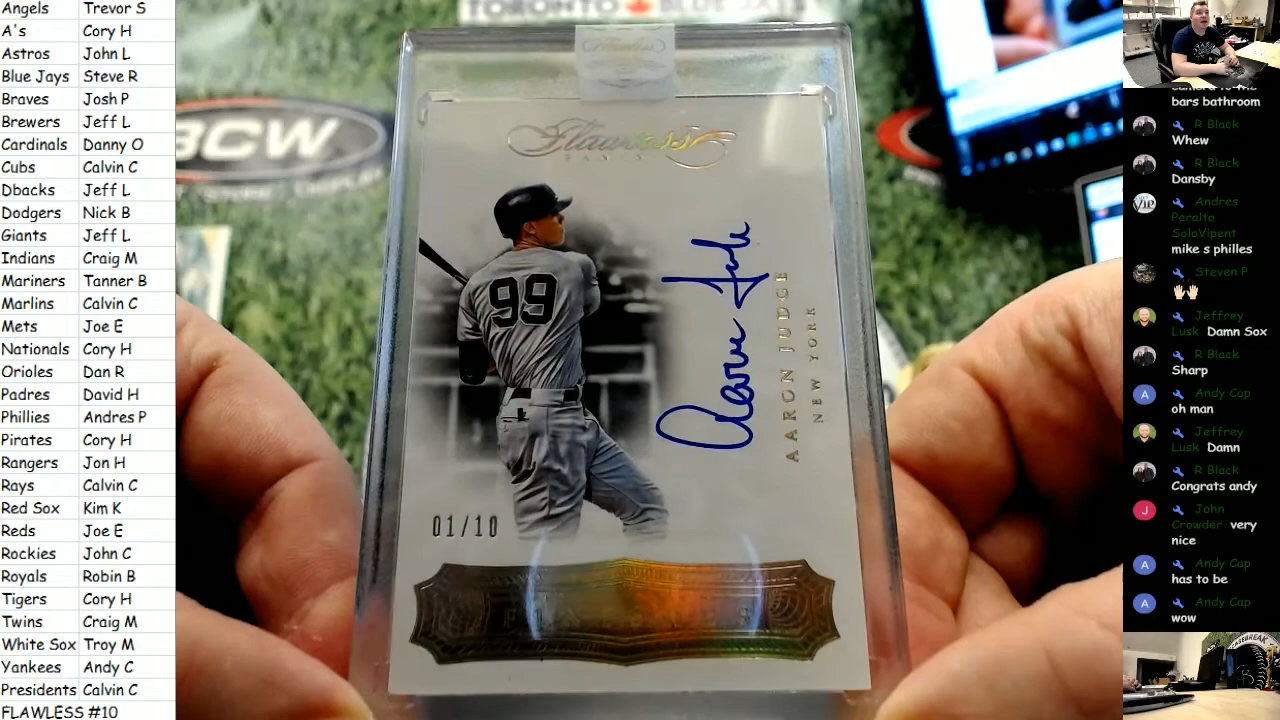 Angels Trevor S
A's Cory H
Astros John L
Blue Jays Steve R
Braves Josh P
Brewers Jeff L
Cardinals Danny O
Cubs Calvin C
Dbacks Jeff L
Dodgers Nick B
Giants Jeff L
Indians Craig M
Mariners Tanner B
Marlins Calvin C
Mets Joe E
Nationals Cory H
Orioles Dan R
Padres David H
Phillies Andres P
Pirates Cory H
Rangers Jon H
Rays Calvin C
Red Sox Kim K
Reds Joe E
Rockies John C
Royals Robin B
Tigers Cory H
Twins Craig M
White Sox Troy M
Yankees Andy C
Presidents Calvin C
FLAWLESS #10
TORONTO BLUE JAYS
BCW
Flawless
PANINI
99
Aaron Judge
AARON JUDGE
NEW YORK
01/10
bars bathroom
R Black
Whew
R Black
Dansby
Andres
Peralta
SoloVipent
mike s philles
Steven P
Jeffrey
Lusk Damn Sox
R Black
Sharp
Andy Cap
oh man
Jeffrey
Lusk Damn
R Black
Congrats andy
John
Crowder very
nice
Andy Cap
has to be
Andy Cap
wow